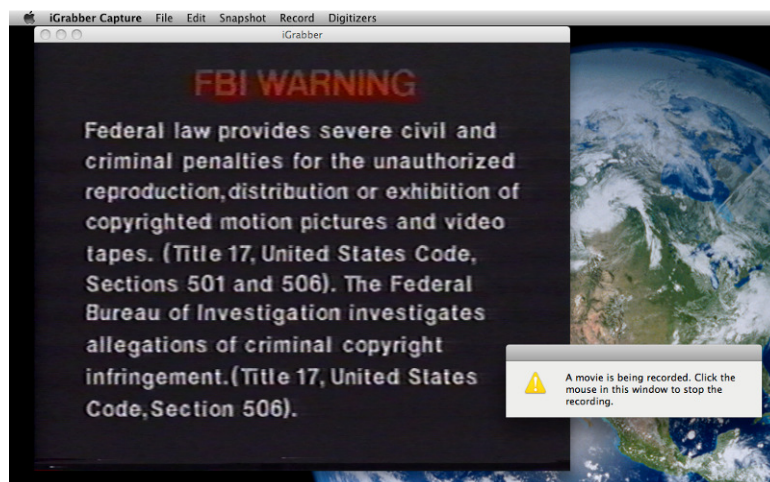 iGrabber Capture File Edit Snapshot Record Digitizers
iGrabber
FBI WARNING
Federal law provides severe civil and
criminal penalties for the unauthorized
reproduction, distribution or exhibition of
copyrighted motion pictures and video
tapes. (Title 17, United States Code,
Sections 501 and 506). The Federal
Bureau of Investigation investigates
allegations of criminal copyright
infringement. (Title 17, United States
Code, Section 506).
A movie is being recorded. Click the
mouse in this window to stop the
recording.